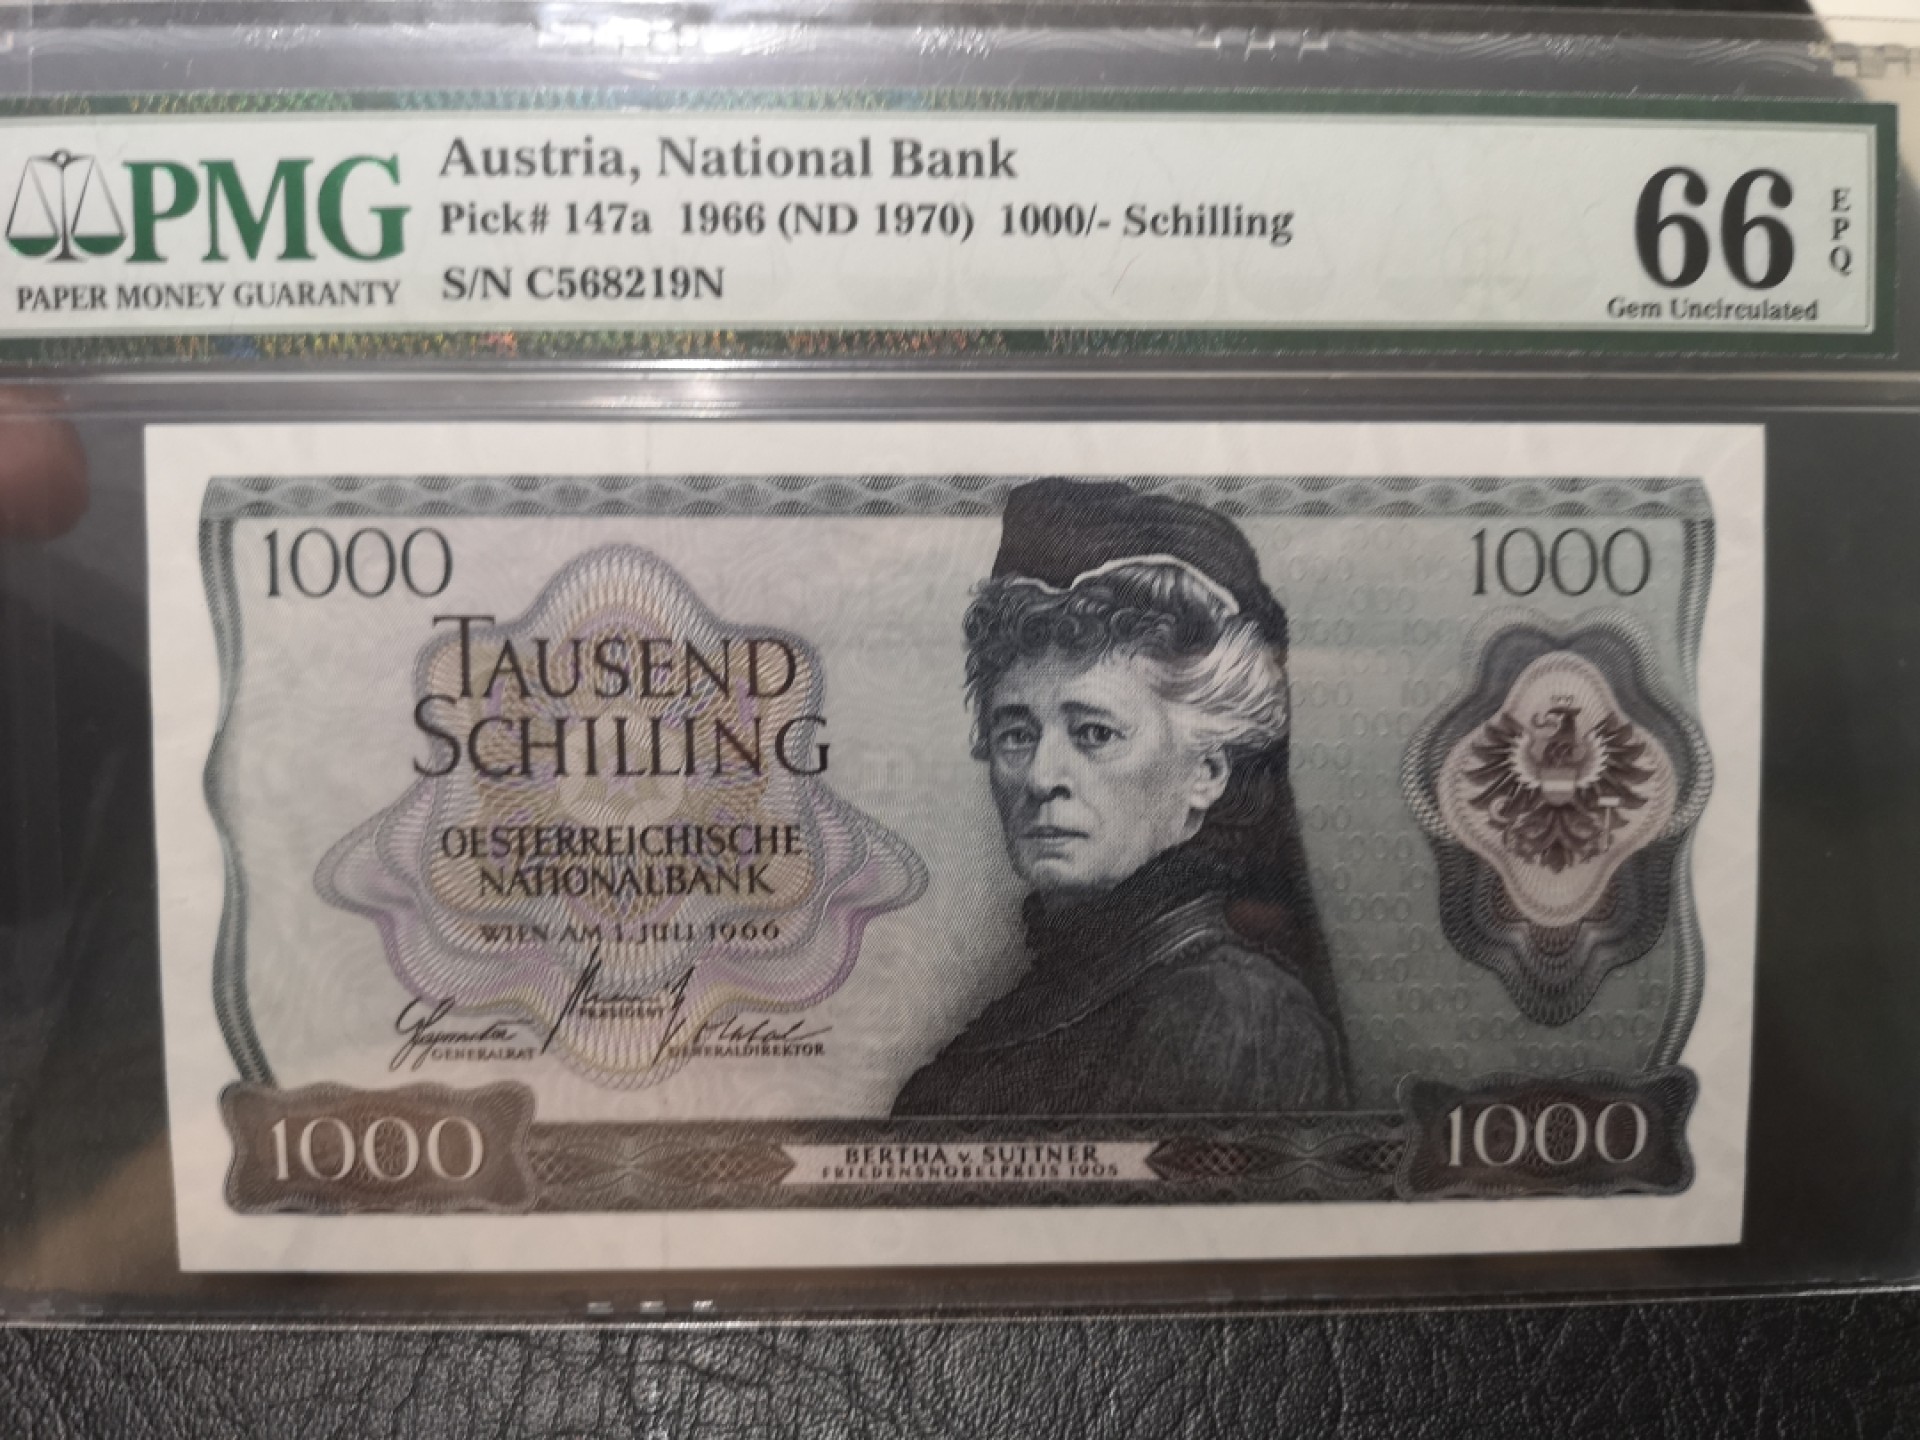 PMG
PAPER MONEY GUARANTY
Austria, National Bank
Pick# 147a 1966 (ND 1970) 1000/- Schilling
S/N C568219N
66
EPQ
Gem Uncirculated
1000
1000
TAUSEND
SCHILLING
OESTERREICHISCHE
NATIONALBANK
WIEN AM 1. JULI 1966
PRÄSIDENT
GENERALRAT
GENERALDIREKTOR
1000
BERTHA v. SUTTNER
FRIEDENSNOBELPREIS 1905
1000